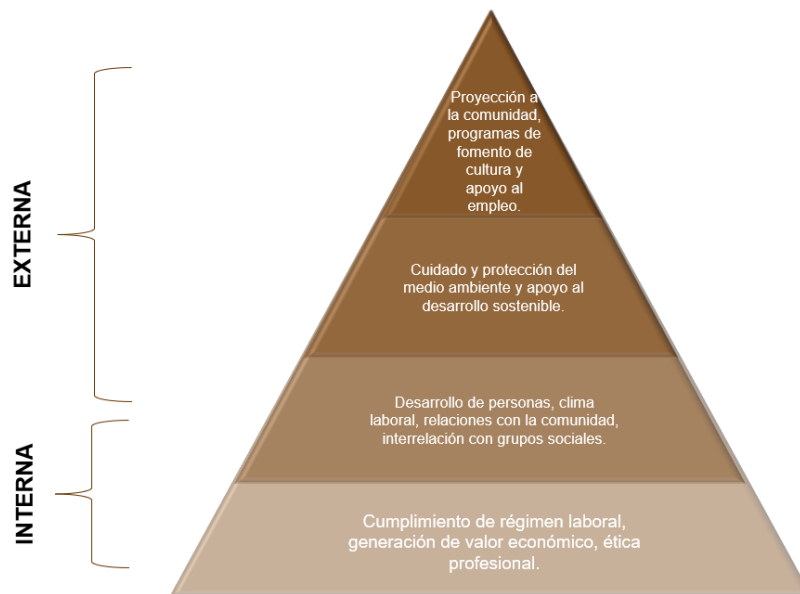 Proyección a
la comunidad,
programas de
fomento de
cultura y
apoyo al
empleo.
EXTERNA
Cuidado y protección del
medio ambiente y apoyo al
desarrollo sostenible.
Desarrollo de personas, clima
laboral, relaciones con la comunidad,
interrelación con grupos sociales.
INTERNA
Cumplimiento de régimen laboral,
generación de valor económico, ética
profesional.